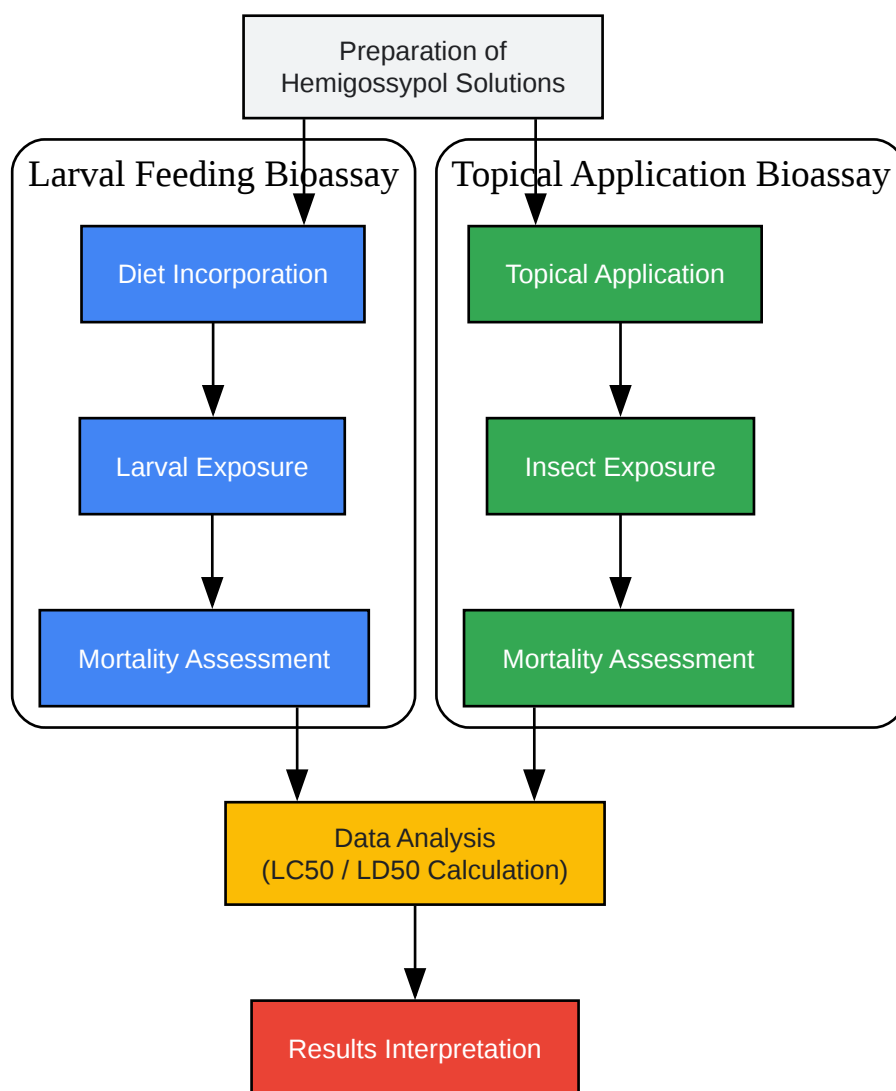 Preparation of
Hemigossypol Solutions
Larval Feeding Bioassay
Diet Incorporation
Larval Exposure
Mortality Assessment
Topical Application Bioassay
Topical Application
Insect Exposure
Mortality Assessment
Data Analysis
(LC50 / LD50 Calculation)
Results Interpretation